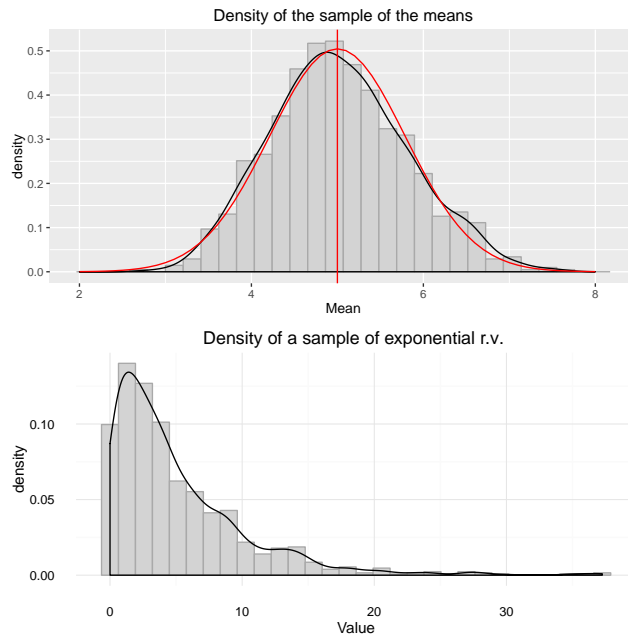 Density of the sample of the means
density
0.5
0.4
0.3
0.2
0.1
0.0
2 4 6 8
Mean
Density of a sample of exponential r.v.
density
0.10
0.05
0.00
0 10 20 30
Value